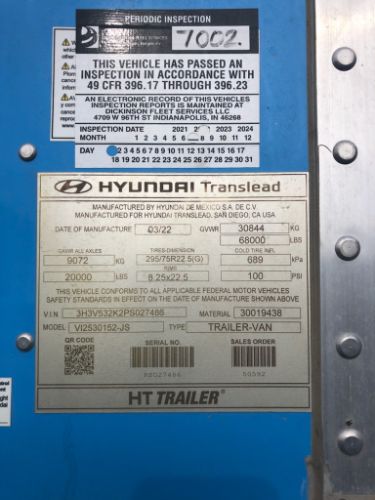 PERIODIC INSPECTION
7002.
THIS VEHICLE HAS PASSED AN
INSPECTION IN ACCORDANCE WITH
49 CFR 396.17 THROUGH 396.23
AN ELECTRONIC RECORD OF THIS VEHICLES
INSPECTION REPORTS IS MAINTAINED AT
DICKINSON FLEET SERVICES LLC
4709 W 96TH ST INDIANAPOLIS, IN 46268
INSPECTION DATE 2021 2023 2024
MONTH 1 2 3 4 5 6 8 9 10 11 12
DAY 2 3 4 5 6 7 8 9 10 11 12 13 14 15 16 17
18 19 20 21 22 23 24 25 26 27 28 29 30 31
HYUNDAI Translead
MANUFACTURED BY HYUNDAI DE MEXICO S.A. DE C.V.
MANUFACTURED FOR HYUNDAI TRANSLEAD, SAN DIEGO, CA USA
DATE OF MANUFACTURE 03/22 GVWR 30844 KG
68000 LBS
GAWR ALL AXLES TIRES-DIMENSION COLD TIRE INFL
9072 KG 295/75R22.5(G) 689 kPa
RIMS
20000 LBS 8.25x22.5 100 PSI
THIS VEHICLE CONFORMS TO ALL APPLICABLE FEDERAL MOTOR VEHICLES
SAFETY STANDARDS IN EFFECT ON DATE OF MANUFACTURE
V.I.N 3H3V532K2PS027486 MATERIAL 30019438
MODEL VI2530152-JS TYPE TRAILER-VAN
QR CODE SERIAL NUMBER SALES ORDER
50592
HT TRAILER